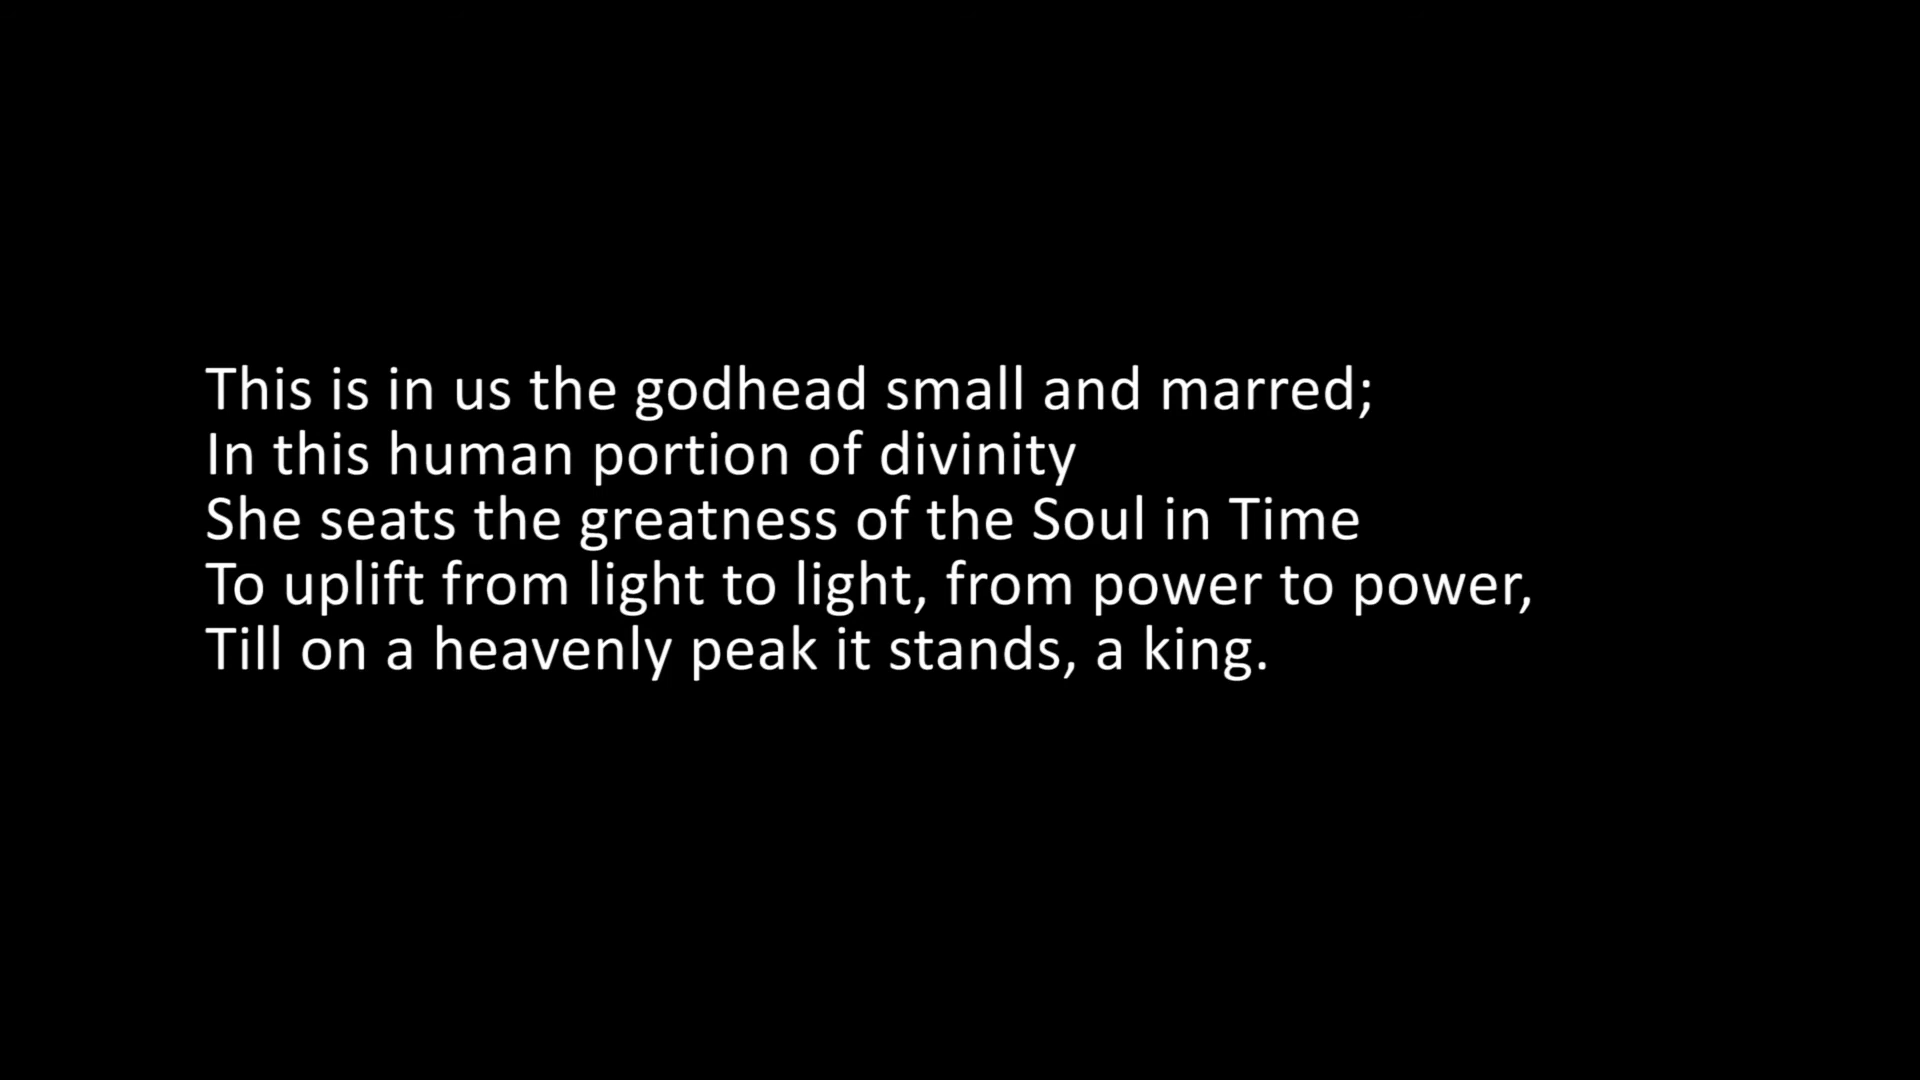 This is in us the godhead small and marred;
In this human portion of divinity
She seats the greatness of the Soul in Time
To uplift from light to light, from power to power,
Till on a heavenly peak it stands, a king.